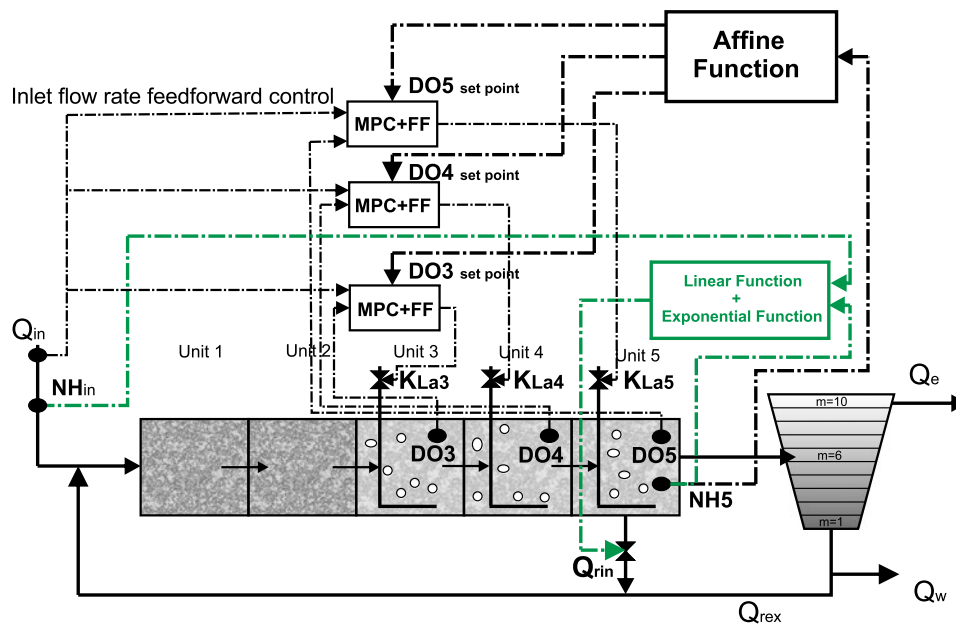 Affine
Function
DO5 set point
Inlet flow rate feedforward control
MPC+FF
DO4 set point
MPC+FF
DO3 set point
Linear Function
+
Exponential Function
MPC+FF
Qin
Unit 1
Unit 2
Unit 3
Unit 4
Unit 5
NHin
KLa3
KLa4
KLa5
Qe
m=10
DO3
DO4
DO5
m=6
NH5
m=1
Qrin
Qw
Qrex